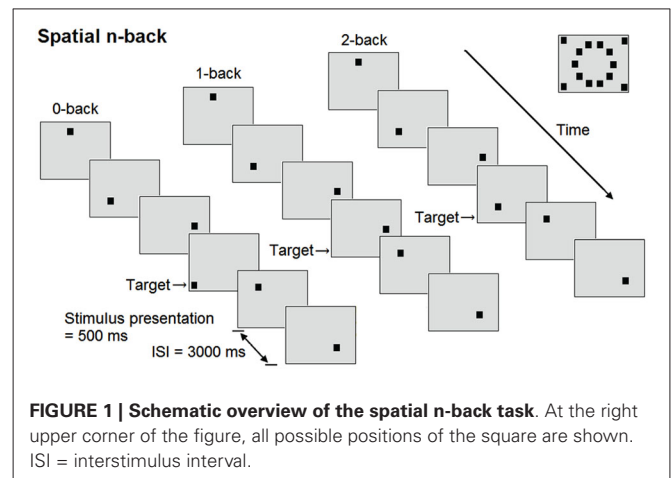 Spatial n-back
2-back
1-back
0-back
Time
Target→
Target→
Target→
Stimulus presentation
= 500 ms
ISI = 3000 ms
FIGURE 1 | Schematic overview of the spatial n-back task. At the right
upper corner of the figure, all possible positions of the square are shown.
ISI = interstimulus interval.